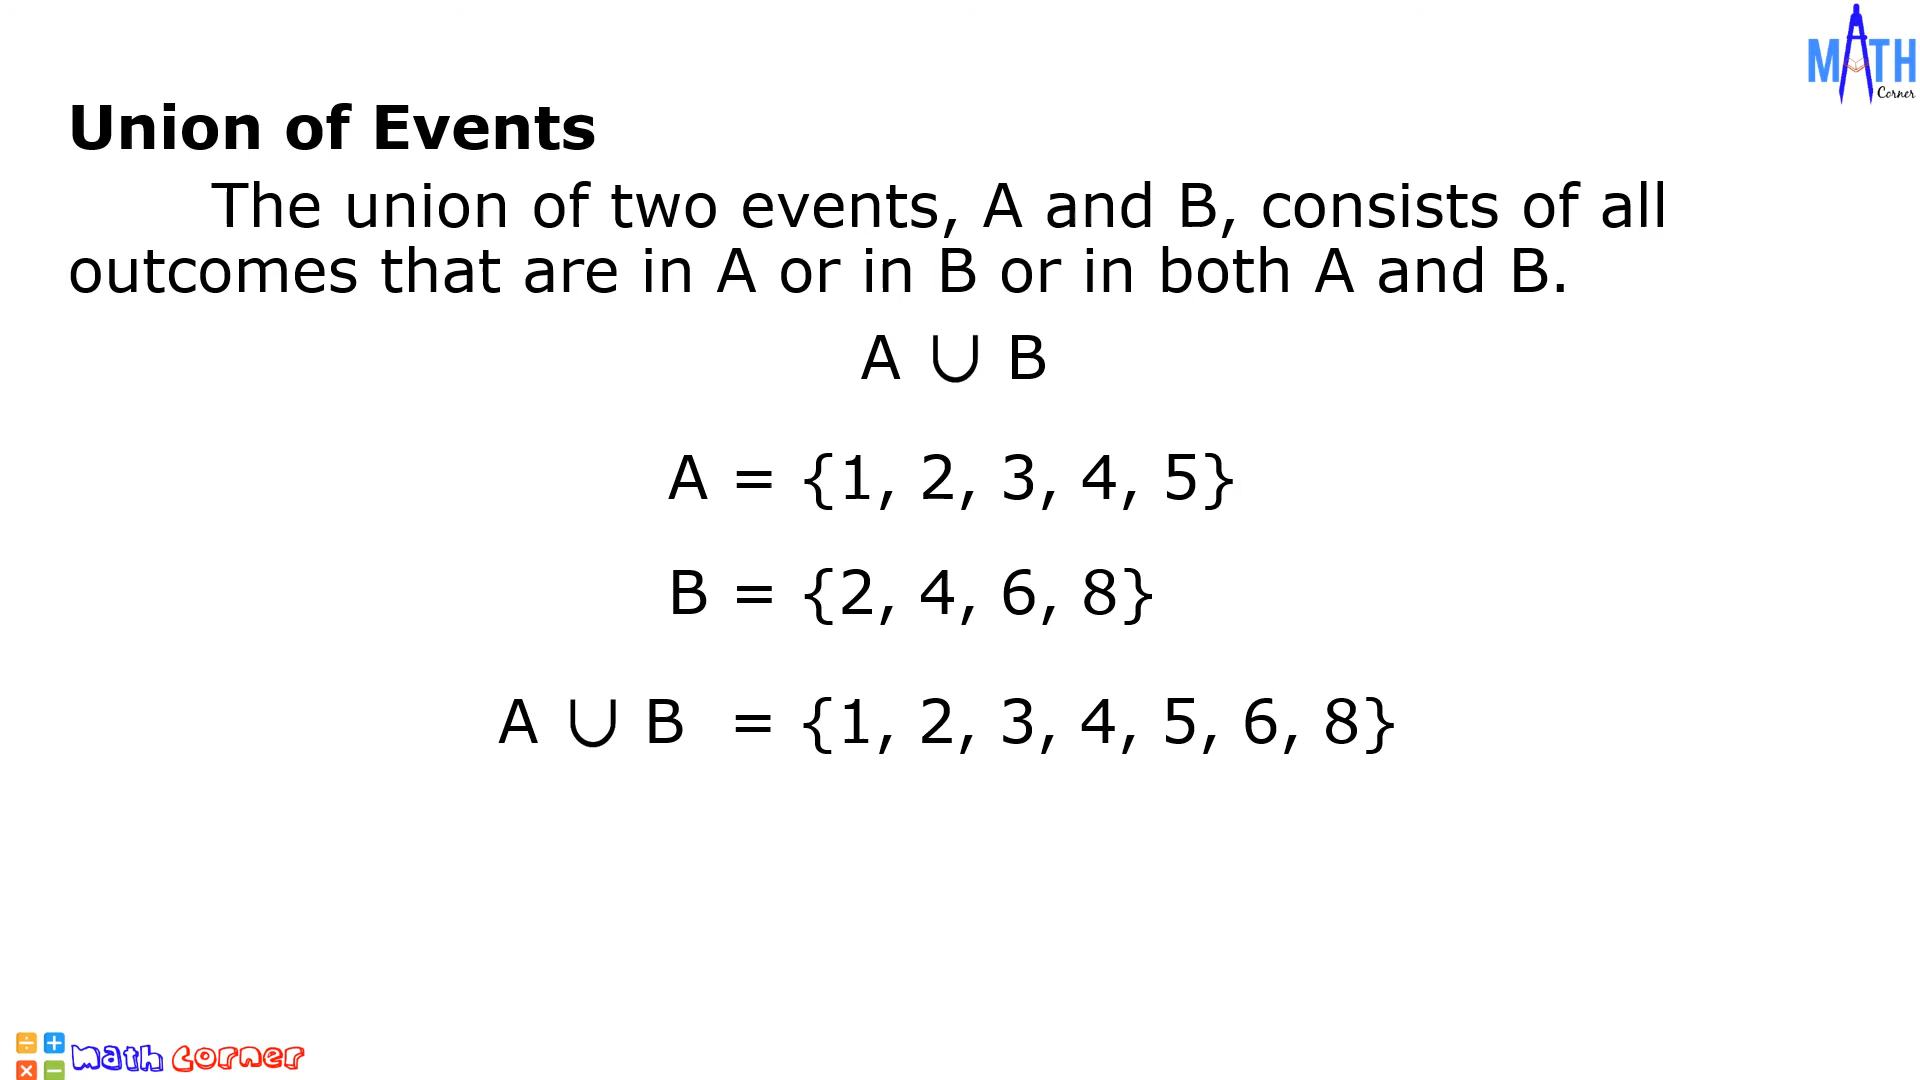 MATH
Corner
Union of Events
The union of two events, A and B, consists of all
outcomes that are in A or in B or in both A and B.
A ∪ B
A = {1, 2, 3, 4, 5}
B = {2, 4, 6, 8}
A ∪ B = {1, 2, 3, 4, 5, 6, 8}
÷ +
× −
math corner